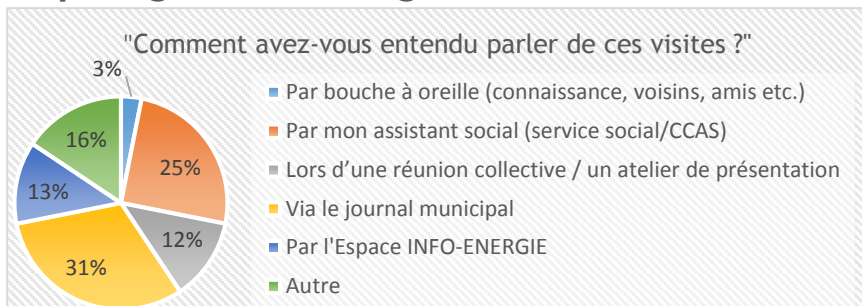 "Comment avez-vous entendu parler de ces visites ?"
3%
25%
12%
31%
13%
16%
Par bouche à oreille (connaissance, voisins, amis etc.)
Par mon assistant social (service social/CCAS)
Lors d'une réunion collective / un atelier de présentation
Via le journal municipal
Par l'Espace INFO-ENERGIE
Autre